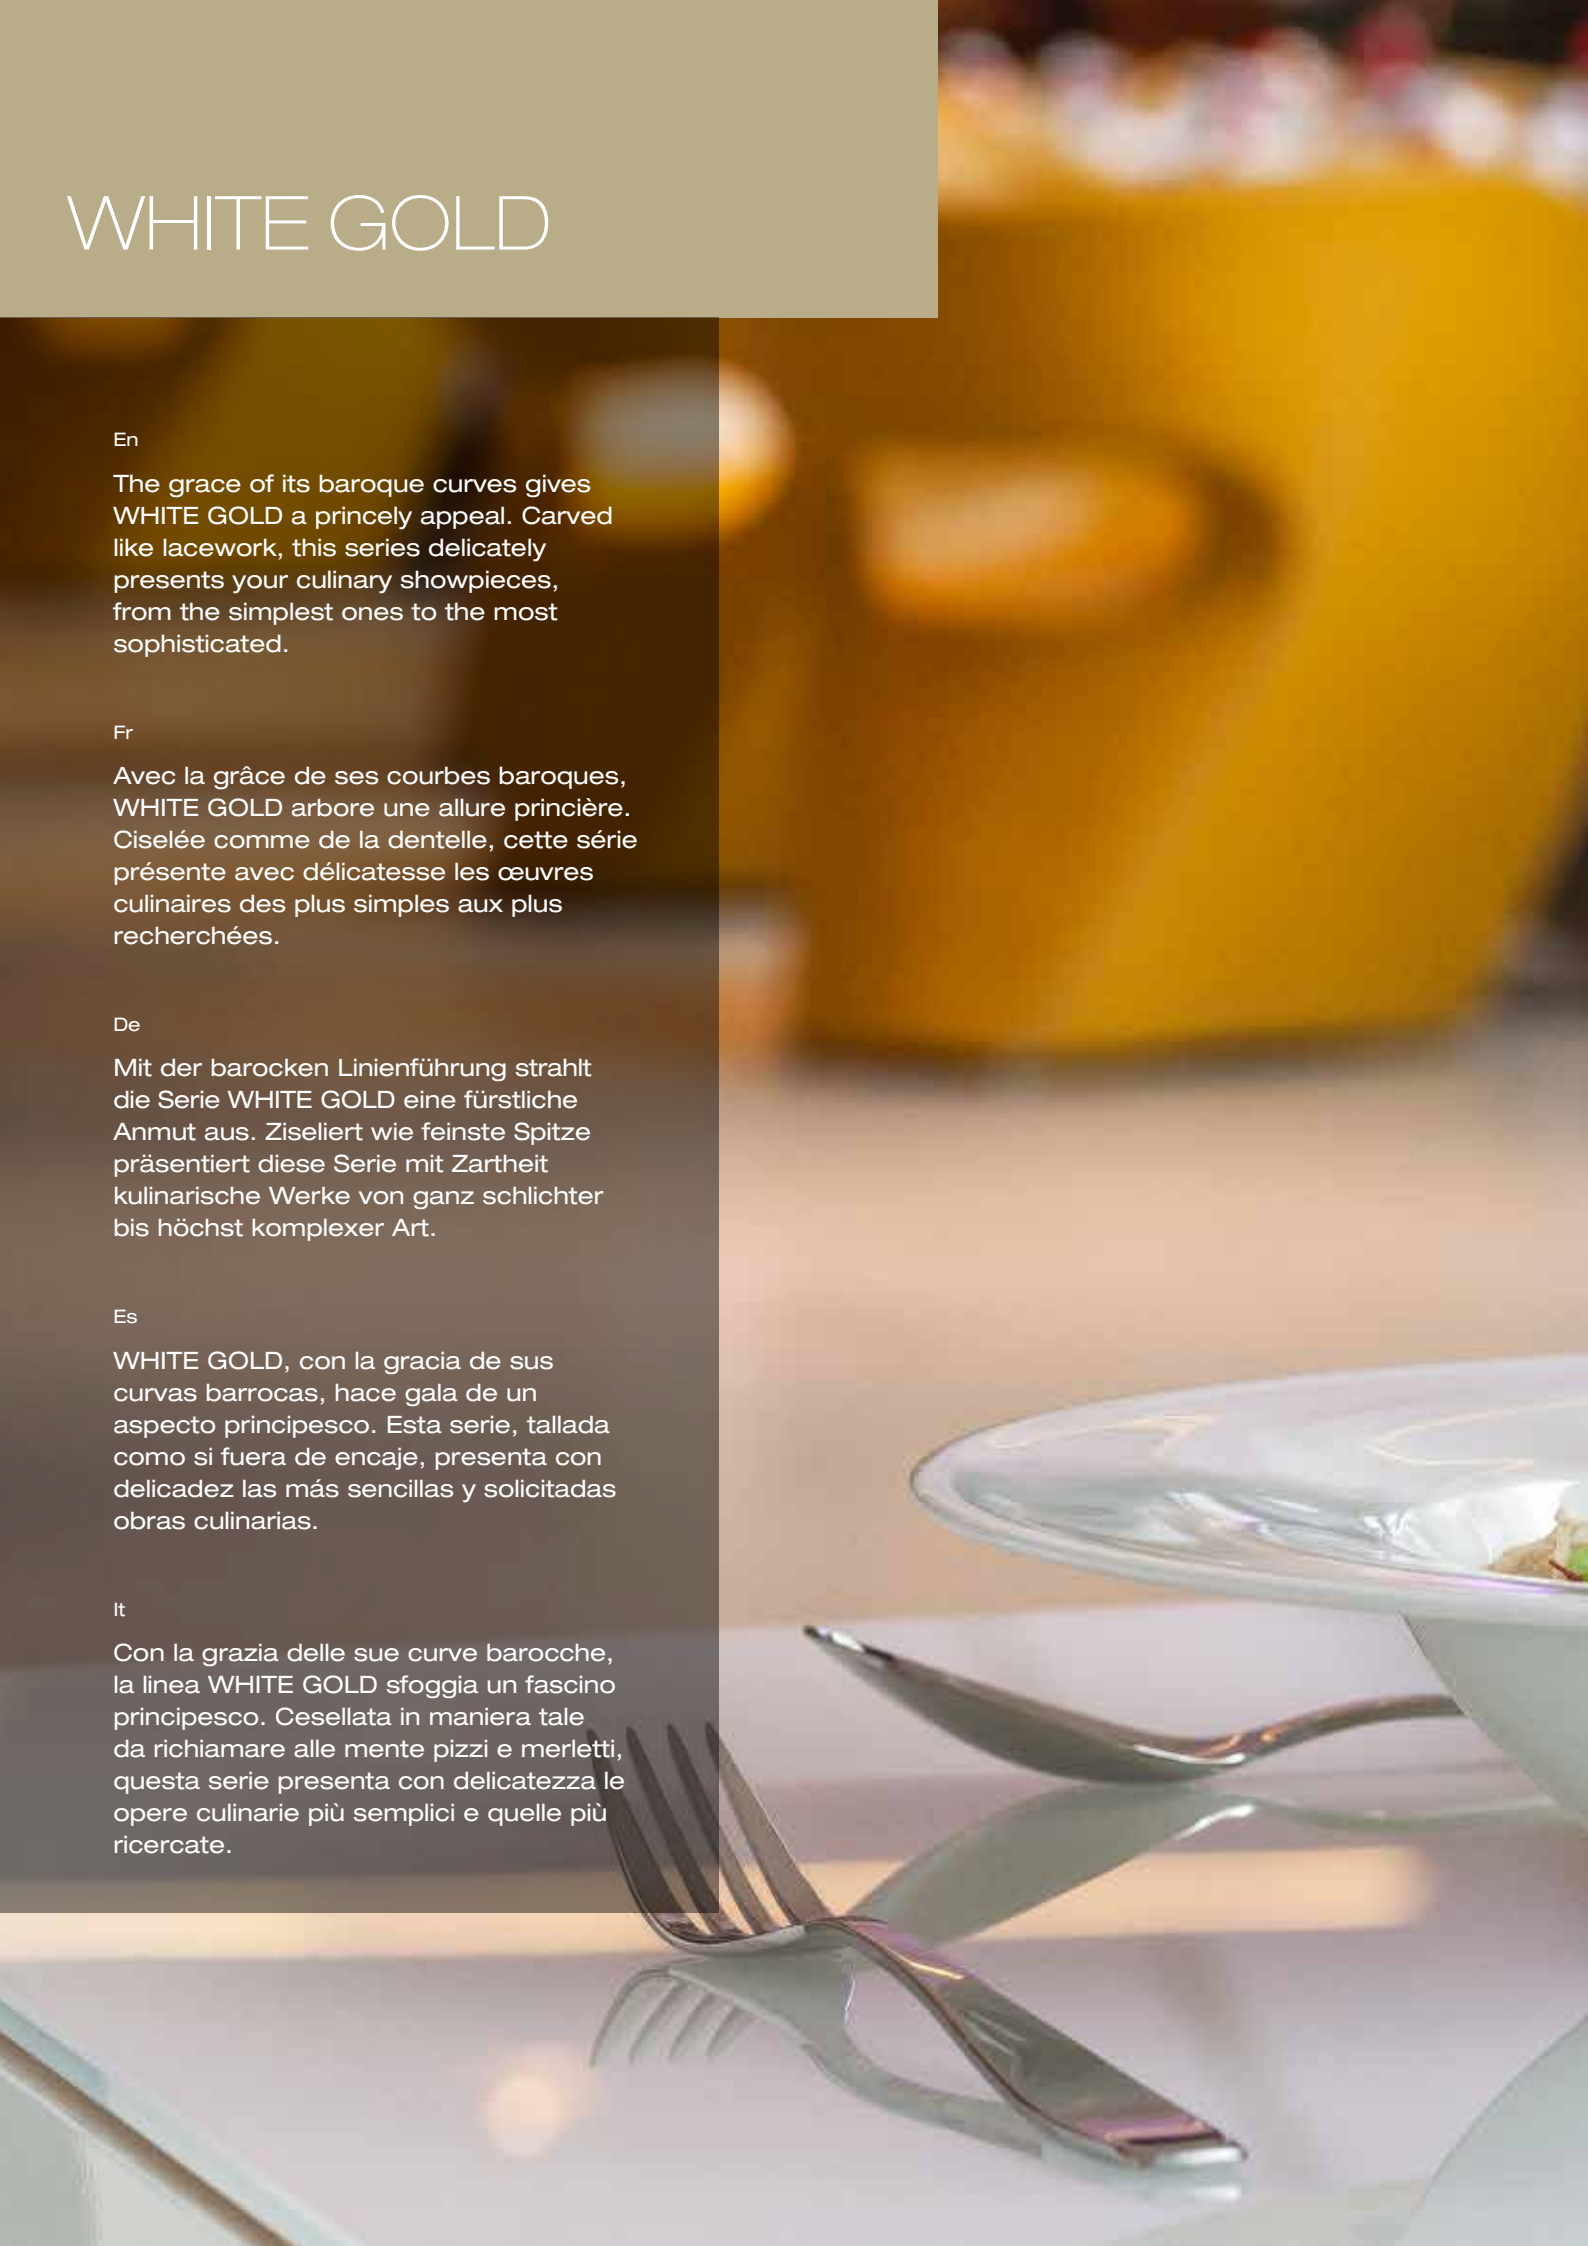 WHITE GOLD
En
The grace of its baroque curves gives
WHITE GOLD a princely appeal. Carved
like lacework, this series delicately
presents your culinary showpieces,
from the simplest ones to the most
sophisticated.
Fr
Avec la grâce de ses courbes baroques,
WHITE GOLD arbore une allure princière.
Ciselée comme de la dentelle, cette série
présente avec délicatesse les œuvres
culinaires des plus simples aux plus
recherchées.
De
Mit der barocken Linienführung strahlt
die Serie WHITE GOLD eine fürstliche
Anmut aus. Ziseliert wie feinste Spitze
präsentiert diese Serie mit Zartheit
kulinarische Werke von ganz schlichter
bis höchst komplexer Art.
Es
WHITE GOLD, con la gracia de sus
curvas barrocas, hace gala de un
aspecto principesco. Esta serie, tallada
como si fuera de encaje, presenta con
delicadez las más sencillas y solicitadas
obras culinarias.
It
Con la grazia delle sue curve barocche,
la linea WHITE GOLD sfoggia un fascino
principesco. Cesellata in maniera tale
da richiamare alle mente pizzi e merletti,
questa serie presenta con delicatezza le
opere culinarie più semplici e quelle più
ricercate.